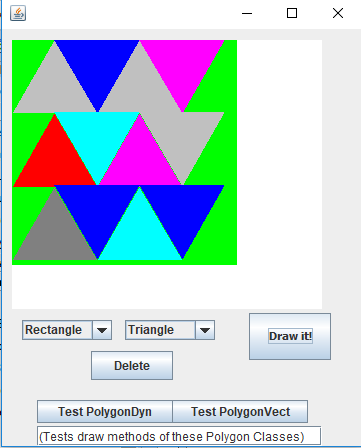 Rectangle Triangle Draw it!
Delete
Test PolygonDyn Test PolygonVect
(Tests draw methods of these Polygon Classes)